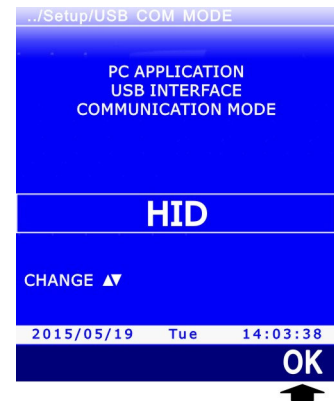 ../Setup/USB COM MODE
PC APPLICATION
USB INTERFACE
COMMUNICATION MODE
HID
CHANGE ▲▼
2015/05/19 Tue 14:03:38
OK